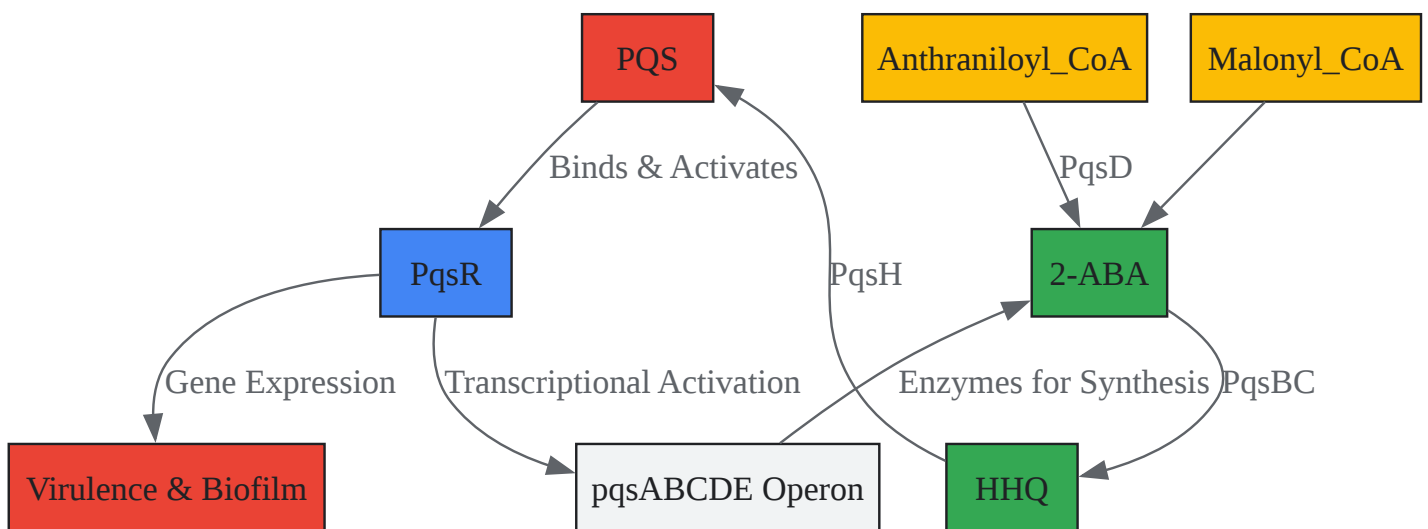 PQS
Anthraniloyl_CoA
Malonyl_CoA
Binds & Activates
PqsD
PqsR
PqsH
2-ABA
Gene Expression
Transcriptional Activation
Enzymes for Synthesis
PqsBC
Virulence & Biofilm
pqsABCDE Operon
HHQ